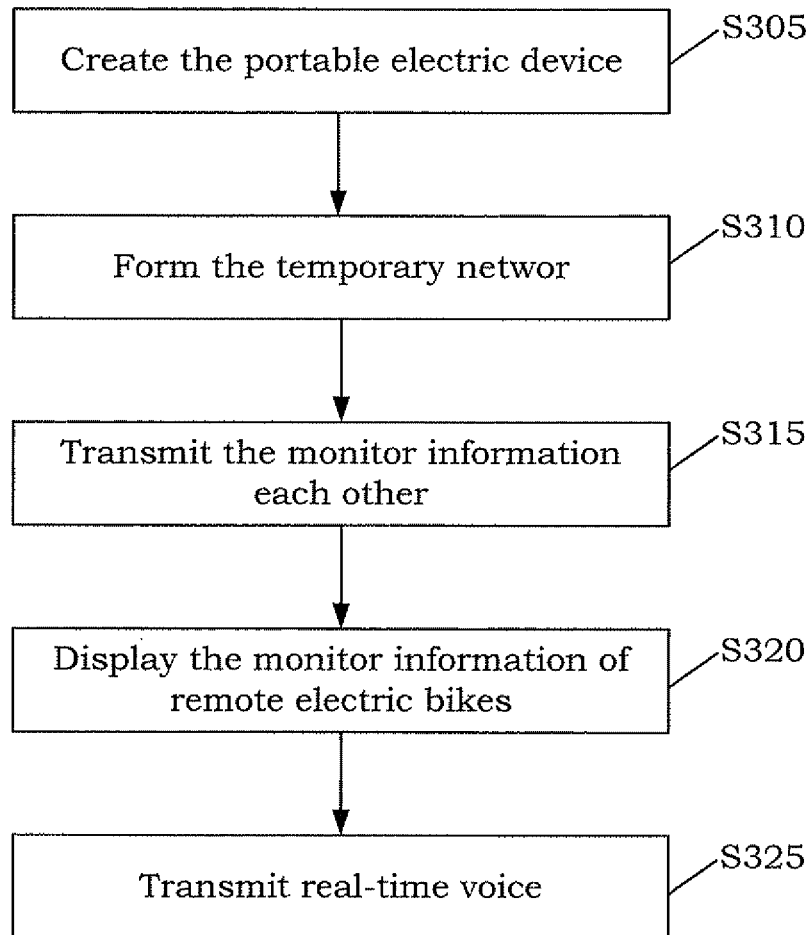 S305
Create the portable electric device
S310
Form the temporary networ
S315
Transmit the monitor information
each other
S320
Display the monitor information of
remote electric bikes
S325
Transmit real-time voice